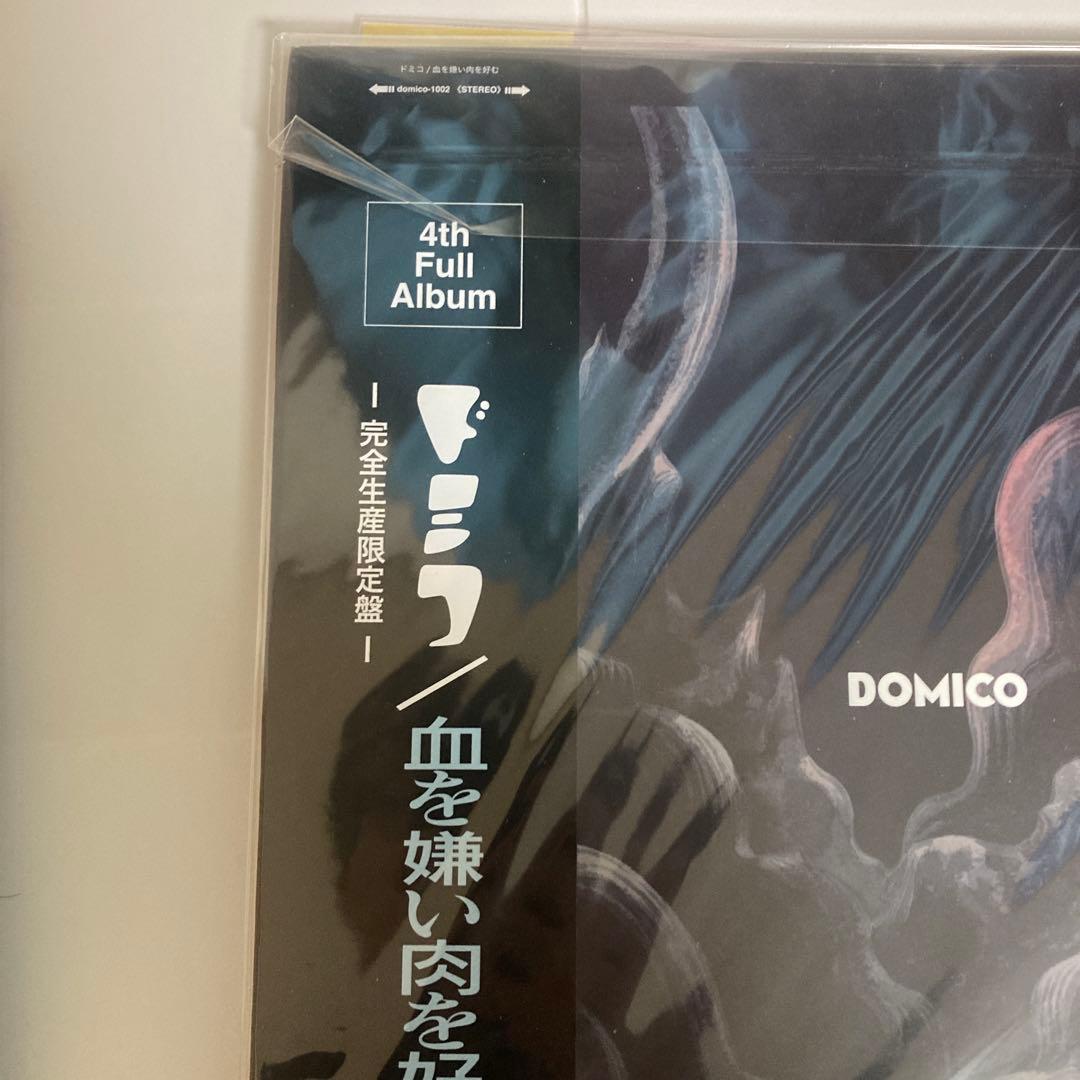 ドミコ / 血を嫌い肉を好む
domico-1002 《STEREO》
4th
Full
Album
ー完全生産限定盤ー
ドミコ/血を嫌い肉を好
DOMICO